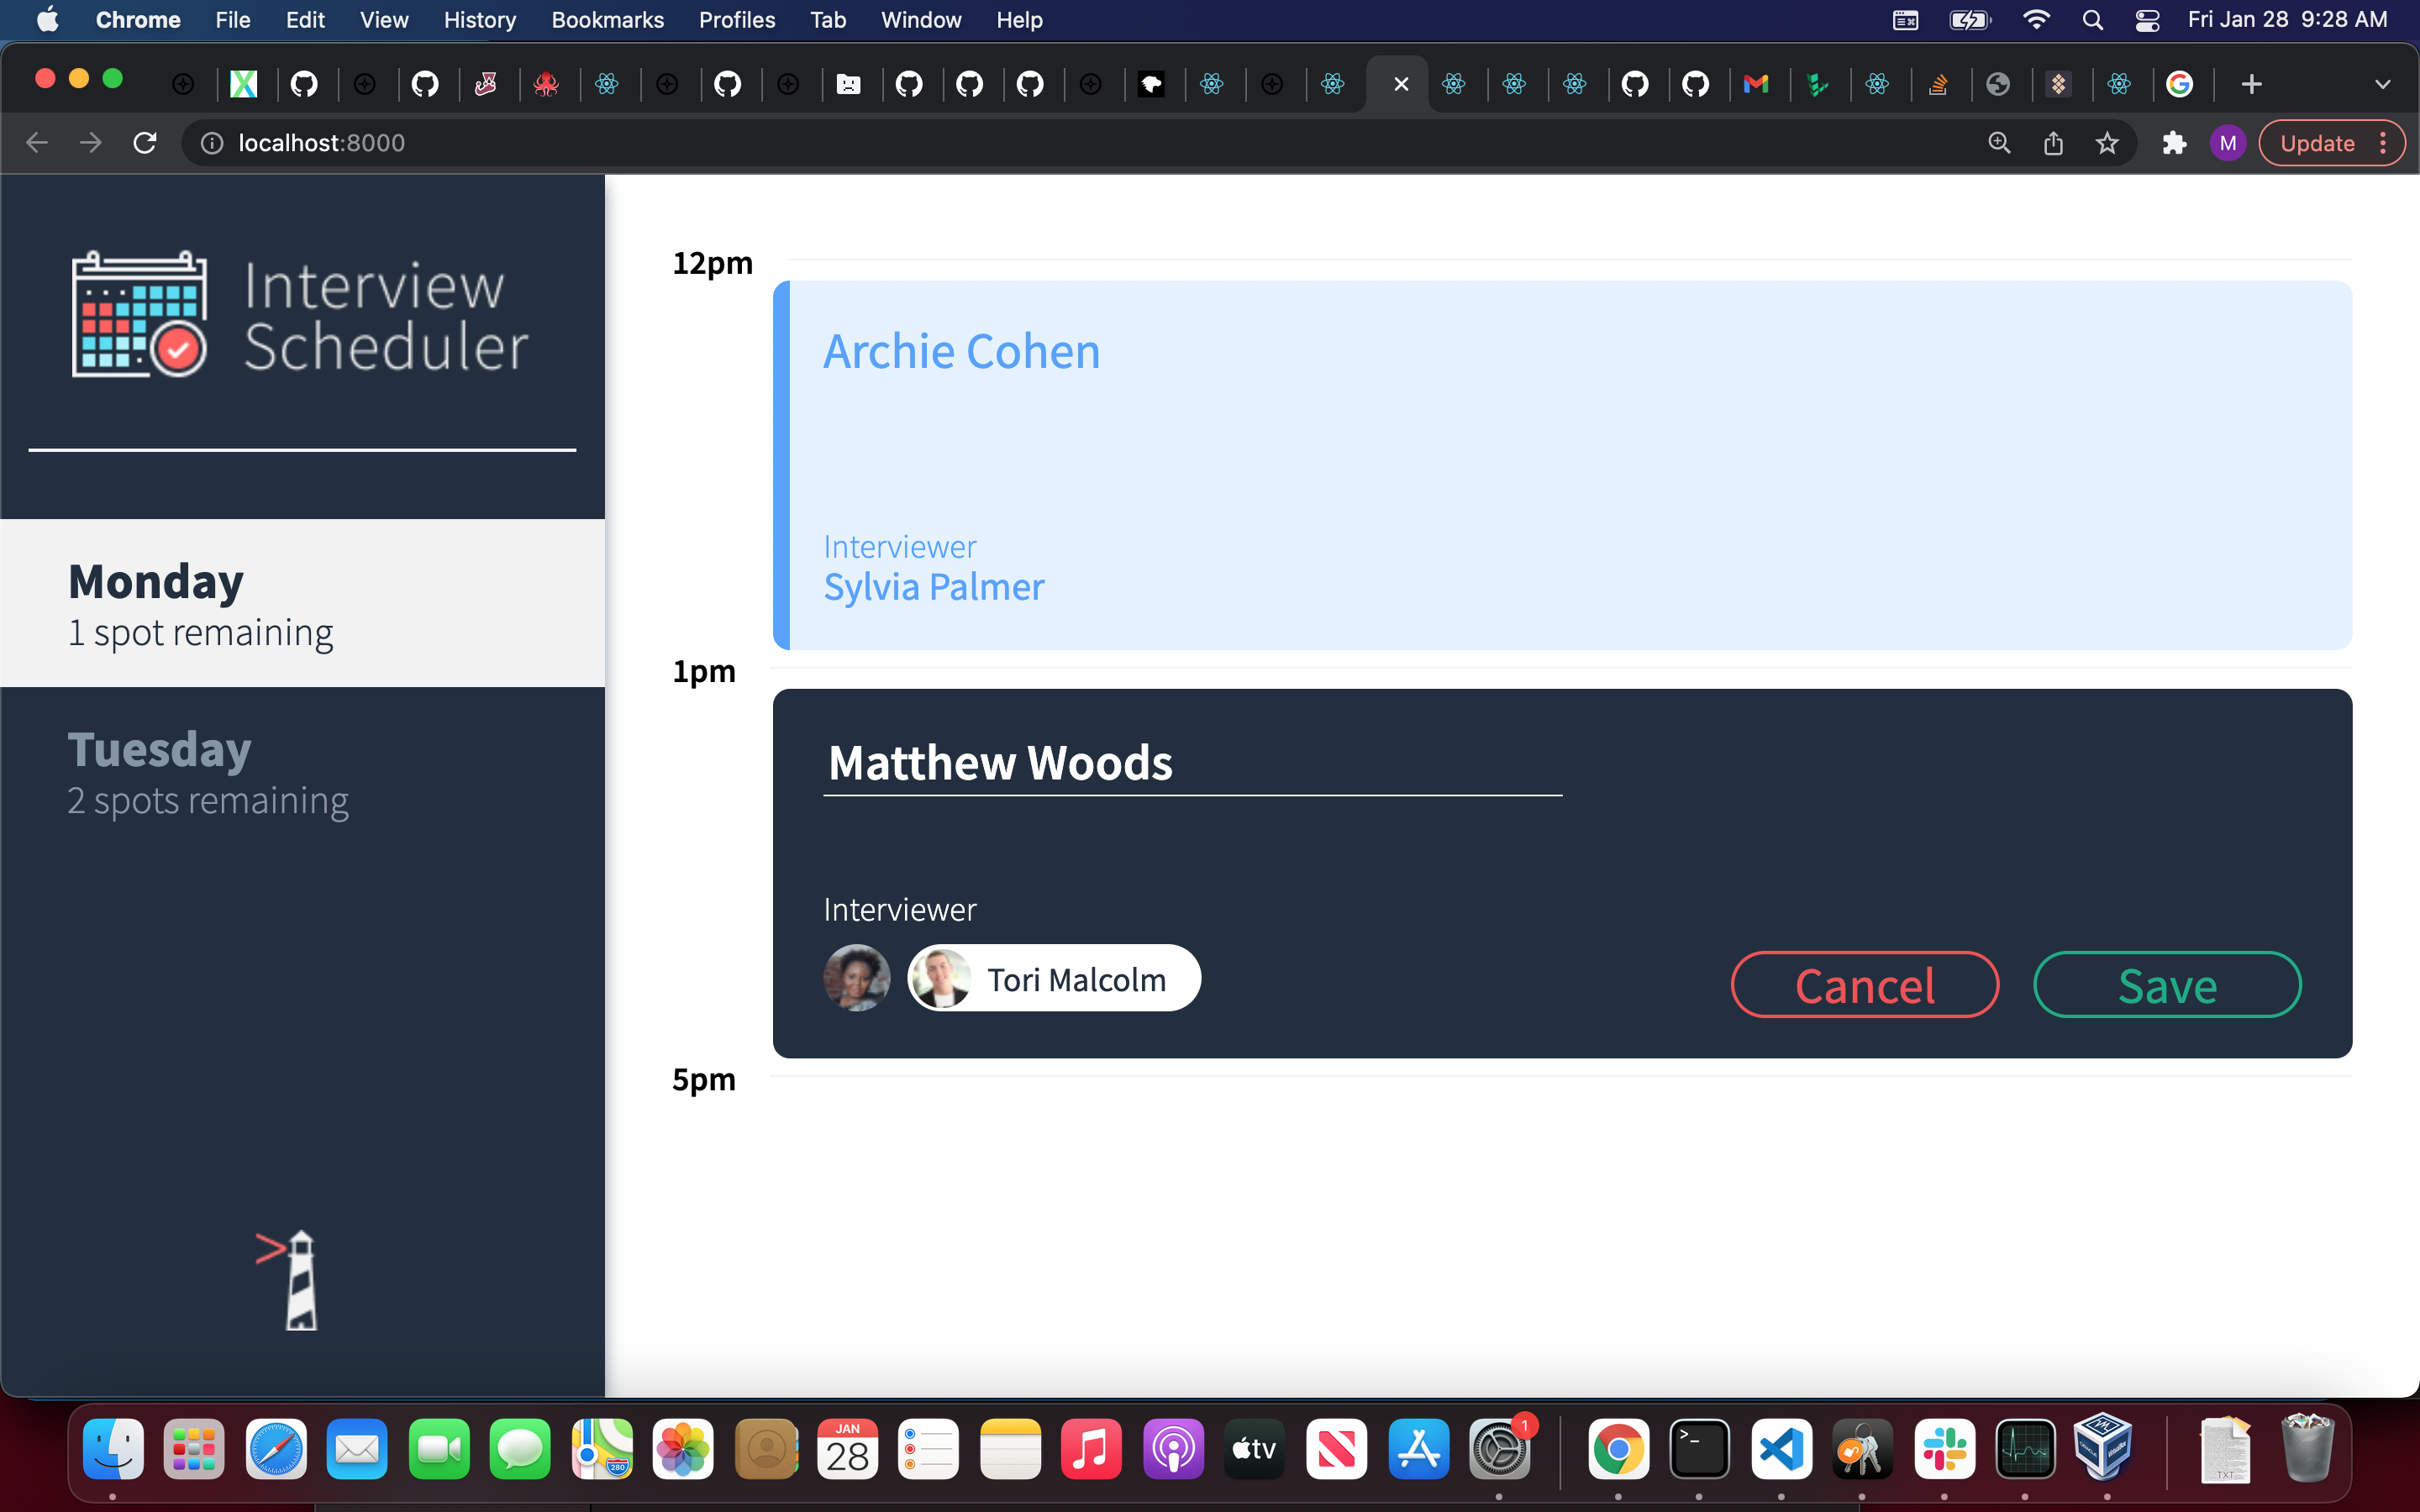 Chrome File Edit View History Bookmarks Profiles Tab Window Help Fri Jan 28 9:28 AM
localhost:8000 M Update
Interview
Scheduler
Monday
1 spot remaining
Tuesday
2 spots remaining
12pm
Archie Cohen
Interviewer
Sylvia Palmer
1pm
Matthew Woods
Interviewer
Tori Malcolm Cancel Save
5pm
JAN
28
280
tv
1
>_
TXT